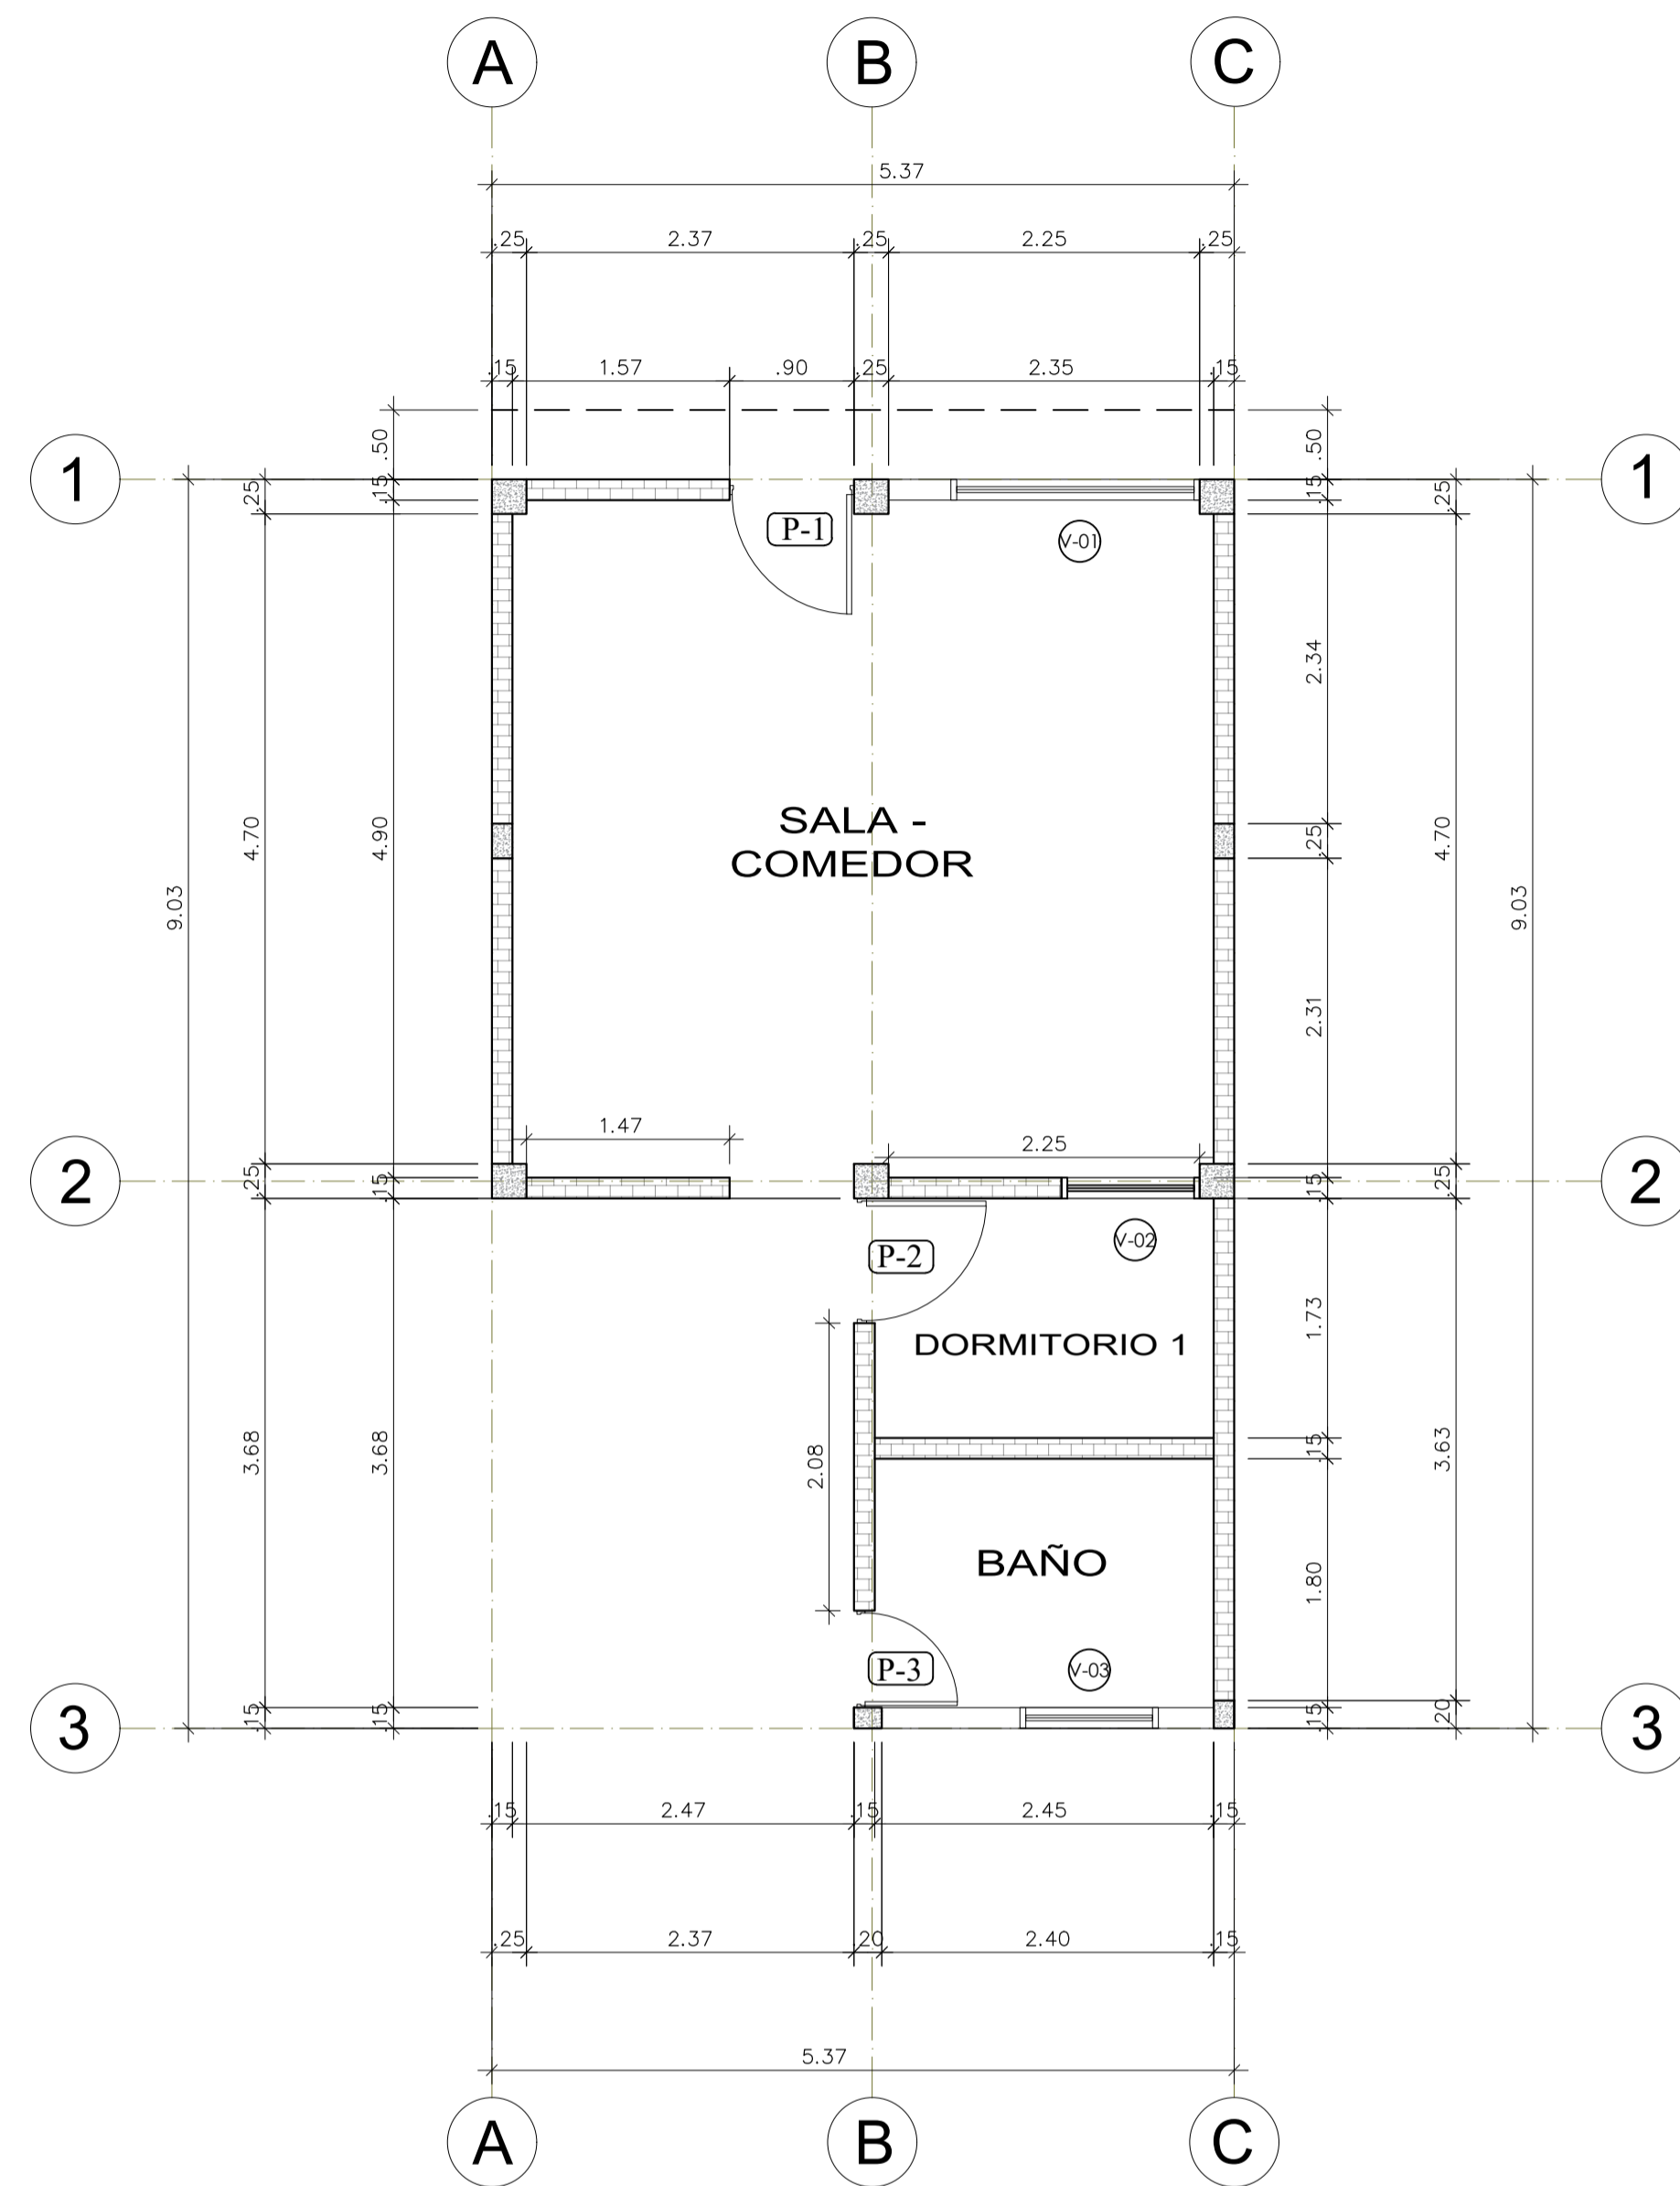 A B C
5.37
.25 2.37 .25 2.25 .25
.15 1.57 .90 .25 2.35 .15
.50 .50
1 1
.25 .15 .15 .25
P-1
V-01
2.34
SALA -
COMEDOR
4.70 4.90 .25 4.70
9.03 9.03
2.31
1.47
2.25
2 2
.25 .15 .15 .25
P-2
V-02
1.73
DORMITORIO 1
3.68 3.68 2.08 .15 3.63
BAÑO
1.80
P-3
V-03
3 3
.15 .15 .15 .20
.15 2.47 .15 2.45 .15
.25 2.37 .20 2.40 .15
5.37
A B C